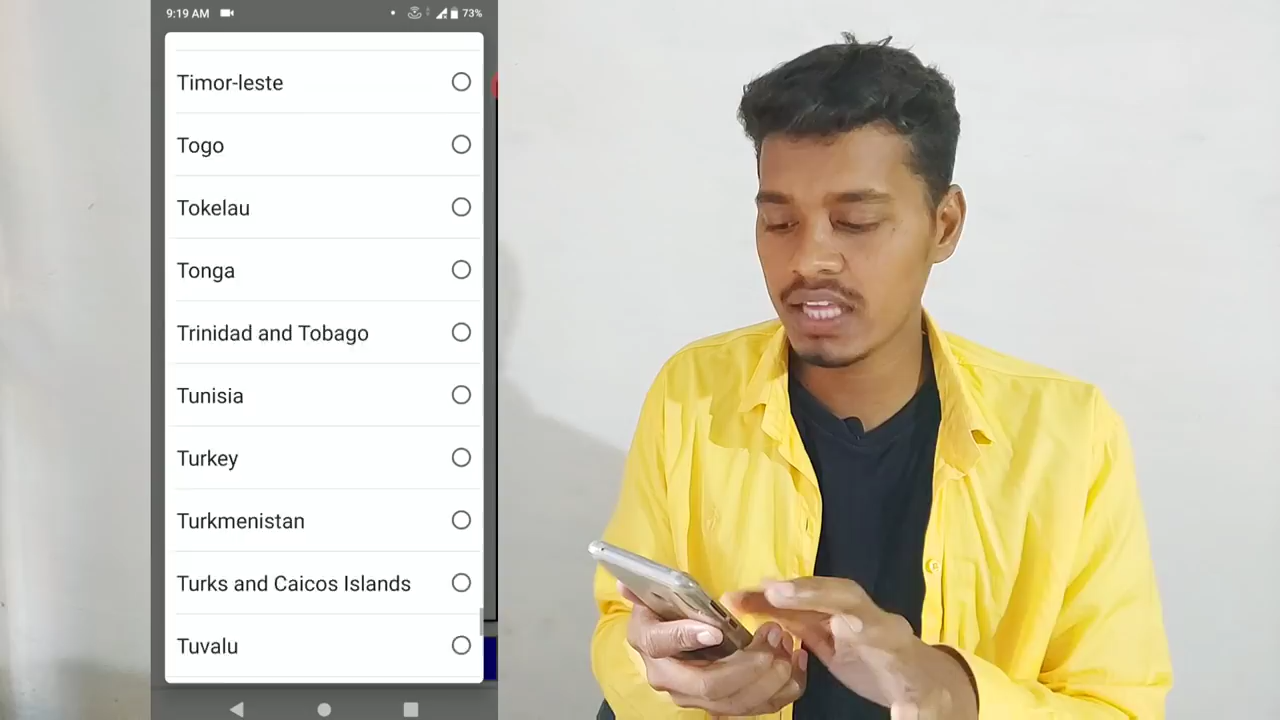 9:19 AM
73%
Timor-leste
Togo
Tokelau
Tonga
Trinidad and Tobago
Tunisia
Turkey
Turkmenistan
Turks and Caicos Islands
Tuvalu